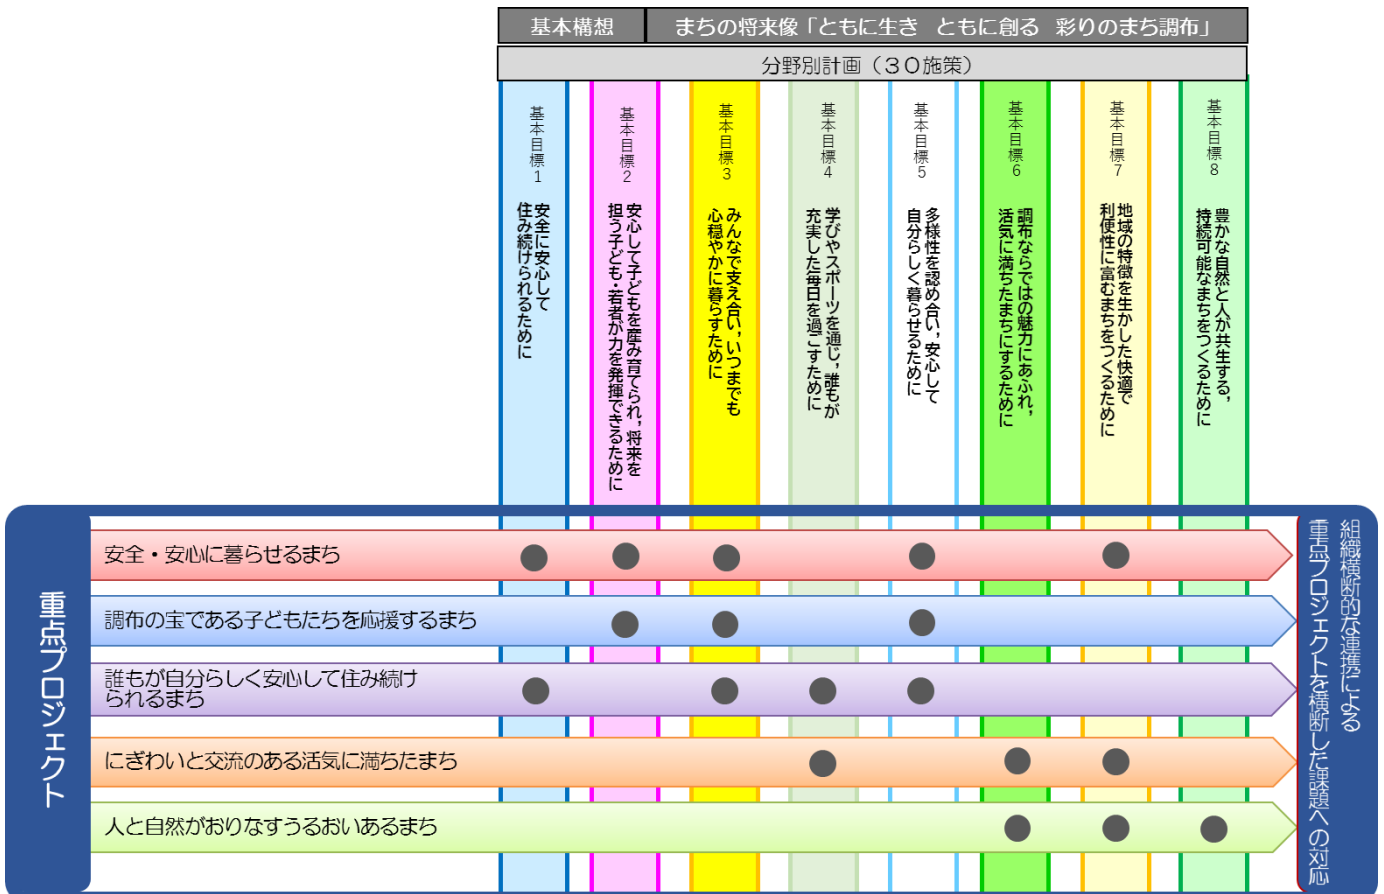 基本構想
まちの将来像「ともに生き　ともに創る　彩りのまち調布」
分野別計画（３０施策）
基本目標1
安全に安心して
住み続けられるために
基本目標2
安心して子どもを産み育てられ，将来を
担う子ども・若者が力を発揮できるために
基本目標3
みんなで支え合い，いつまでも
心穏やかに暮らすために
基本目標4
学びやスポーツを通じ，誰もが
充実した毎日を過ごすために
基本目標5
多様性を認め合い，安心して
自分らしく暮らせるために
基本目標6
調布ならではの魅力にあふれ，
活気に満ちたまちにするために
基本目標7
地域の特徴を生かした快適で
利便性に富むまちをつくるために
基本目標8
豊かな自然と人が共生する，
持続可能なまちをつくるために
重点プロジェクト
安全・安心に暮らせるまち
調布の宝である子どもたちを応援するまち
誰もが自分らしく安心して住み続け
られるまち
にぎわいと交流のある活気に満ちたまち
人と自然がおりなすうるおいあるまち
組織横断的な連携による
重点プロジェクトを横断した課題への対応